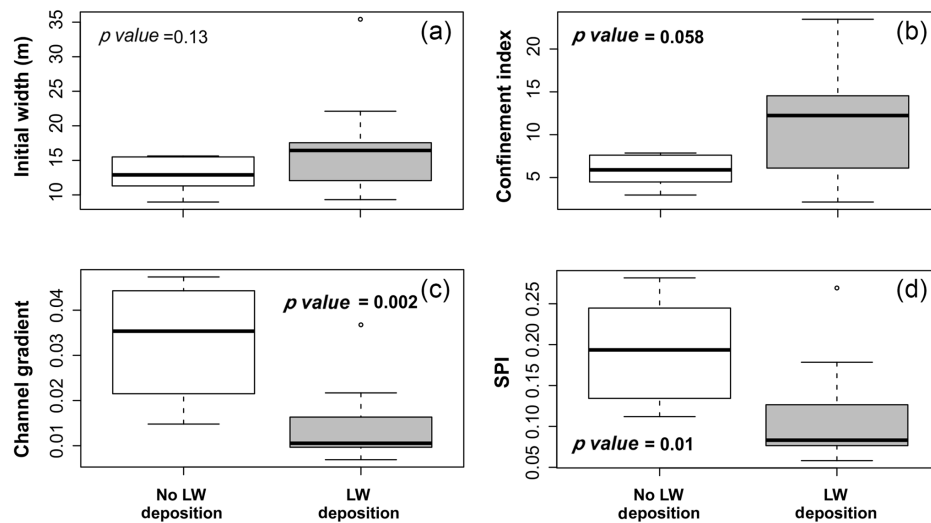 p value =0.13
(a)
Initial width (m)
10 15 20 25 30 35
p value = 0.058
(b)
Confinement index
5 10 15 20
p value = 0.002
(c)
Channel gradient
0.01 0.02 0.03 0.04
No LW
deposition
LW
deposition
p value = 0.01
(d)
SPI
0.05 0.10 0.15 0.20 0.25
No LW
deposition
LW
deposition